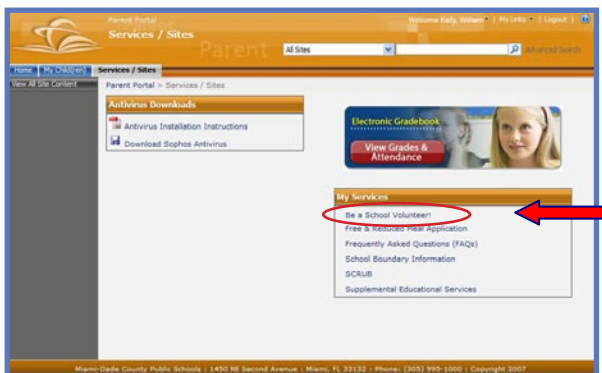 Parent Portal
Welcome Kelly, William | My Links | Logout |
Services / Sites
Parent
All Sites
Advanced Search
Home
My Child(ren)
Services / Sites
View All Site Content
Parent Portal > Services / Sites
Antivirus Downloads
Antivirus Installation Instructions
Download Sophos Antivirus
Electronic Gradebook
View Grades &
Attendance
My Services
Be a School Volunteer!
Free & Reduced Meal Application
Frequently Asked Questions (FAQs)
School Boundary Information
SCRUB
Supplemental Educational Services
Miami-Dade County Public Schools | 1450 NE Second Avenue | Miami, FL 33132 | Phone: (305) 995-1000 | Copyright 2007